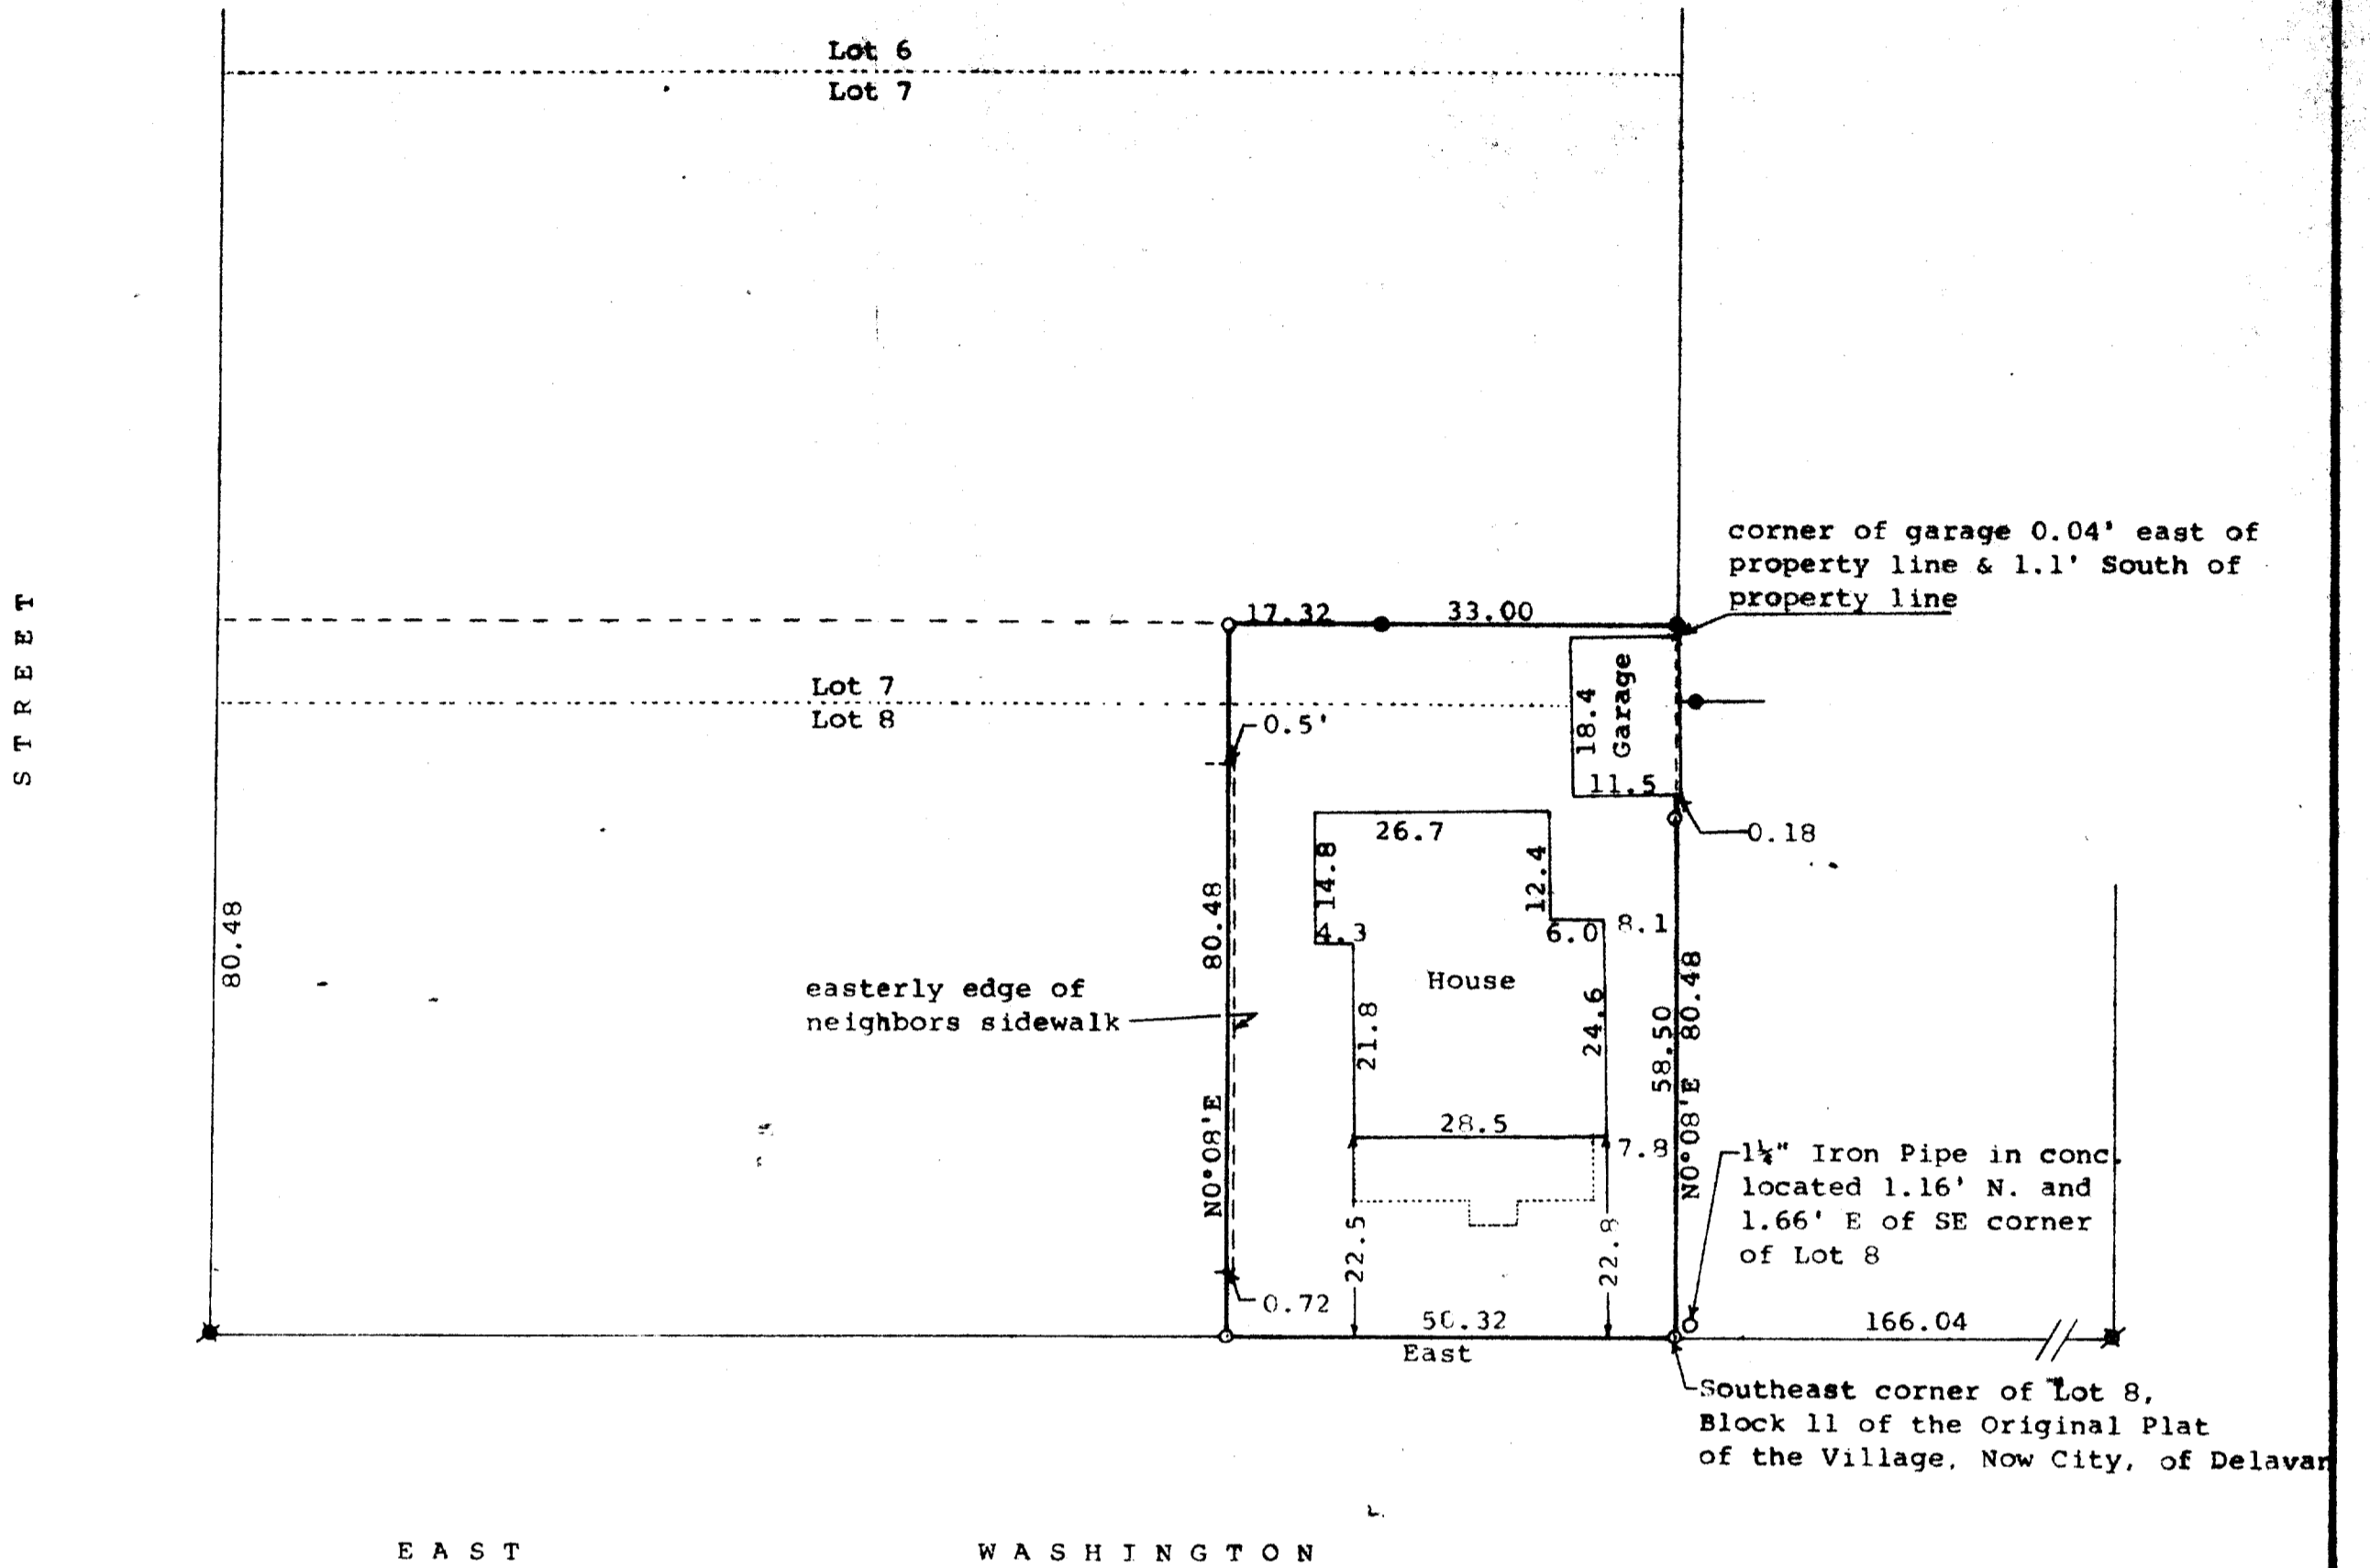 Lot 6
Lot 7
STREET
corner of garage 0.04' east of
property line & 1.1' South of
property line
17.32
33.00
Lot 7
Lot 8
0.5'
18.4
Garage
11.5
0.18
26.7
14.8
12.4
4.3
6.0
8.1
80.48
80.48
House
easterly edge of
neighbors sidewalk
21.8
24.6
58.50
80.48
N0°08'E
N0°08'E
28.5
7.8
1¼" Iron Pipe in conc.
located 1.16' N. and
1.66' E of SE corner
of Lot 8
22.5
22.8
0.72
50.32
166.04
East
Southeast corner of Lot 8,
Block 11 of the Original Plat
of the Village, Now City, of Delavan
EAST WASHINGTON